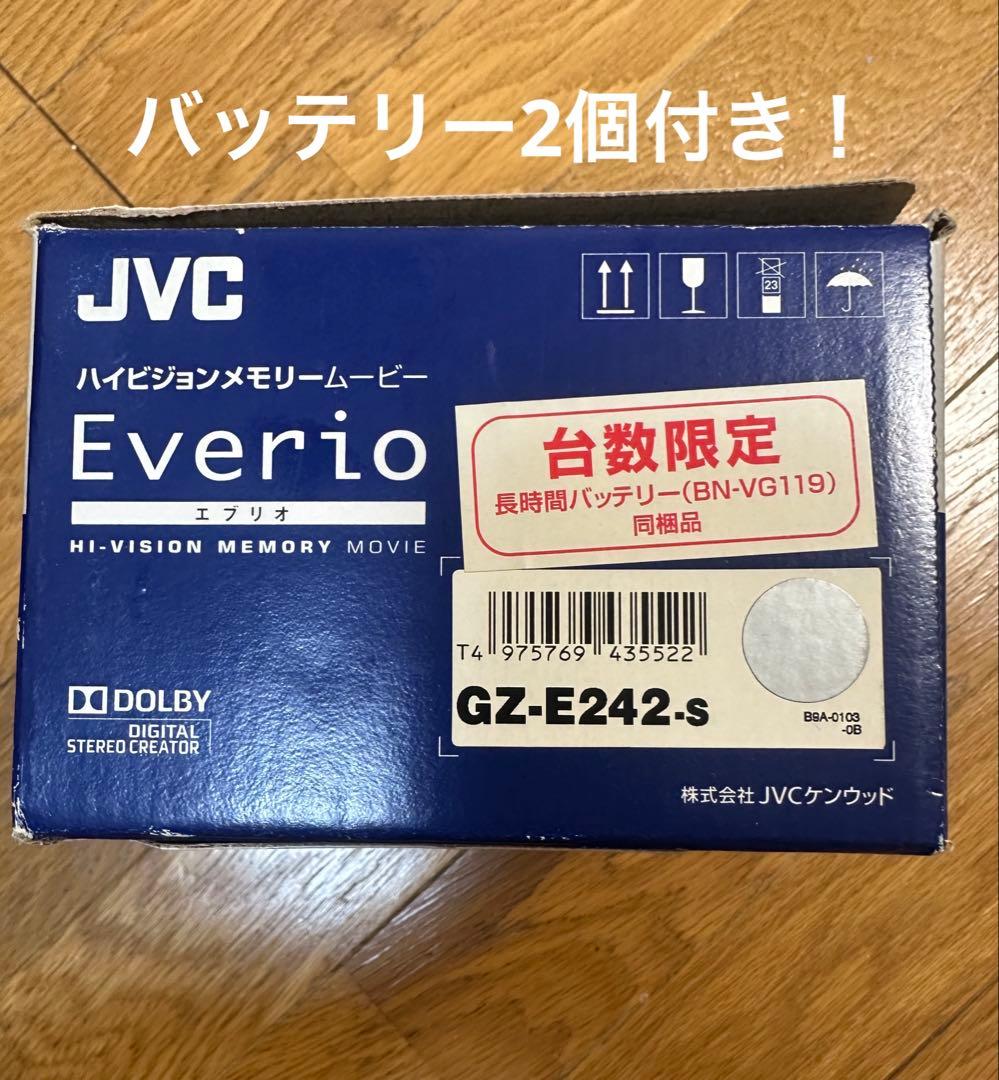 バッテリー2個付き！
JVC
23
ハイビジョンメモリームービー
Everio
エブリオ
HI-VISION MEMORY MOVIE
台数限定
長時間バッテリー(BN-VG119)
同梱品
T4 975769 435522
GZ-E242-S
B9A-0103
-0B
DOLBY
DIGITAL
STEREO CREATOR
株式会社 JVCケンウッド